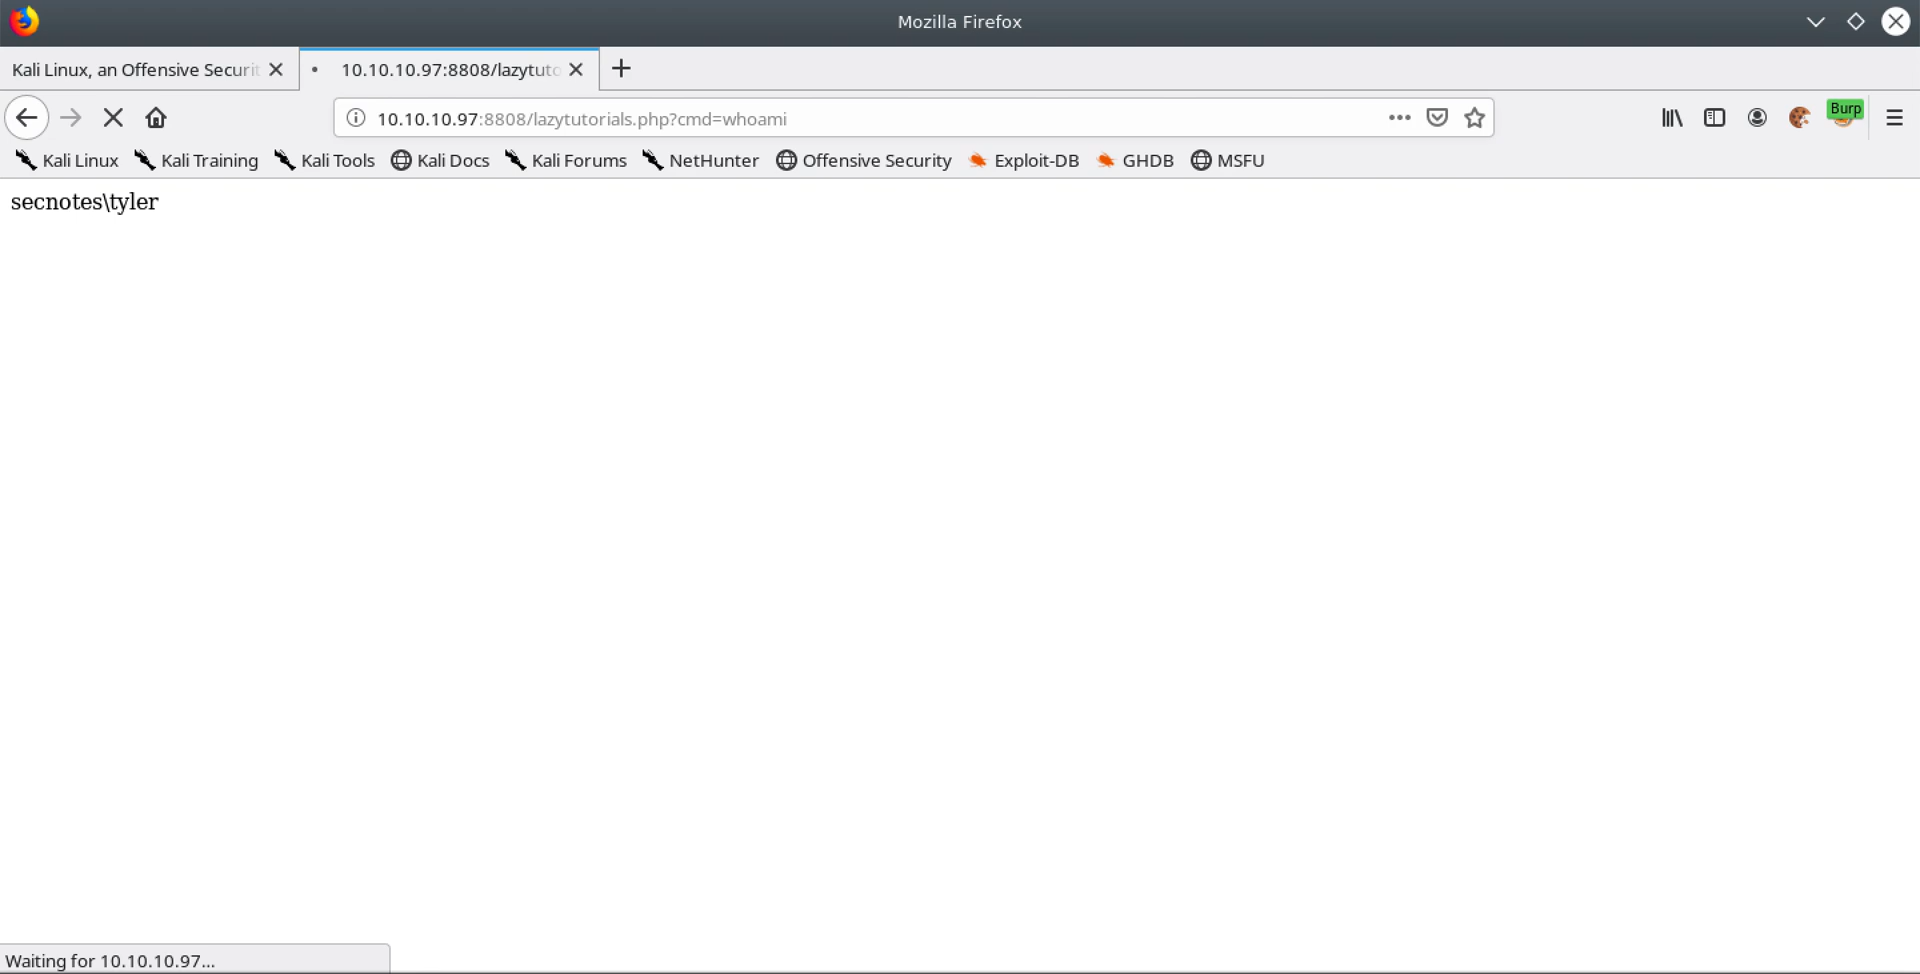 Mozilla Firefox
Kali Linux, an Offensive Securit 10.10.10.97:8808/lazytuto
10.10.10.97:8808/lazytutorials.php?cmd=whoami Burp
Kali Linux Kali Training Kali Tools Kali Docs Kali Forums NetHunter Offensive Security Exploit-DB GHDB MSFU
secnotes\tyler
Waiting for 10.10.10.97...